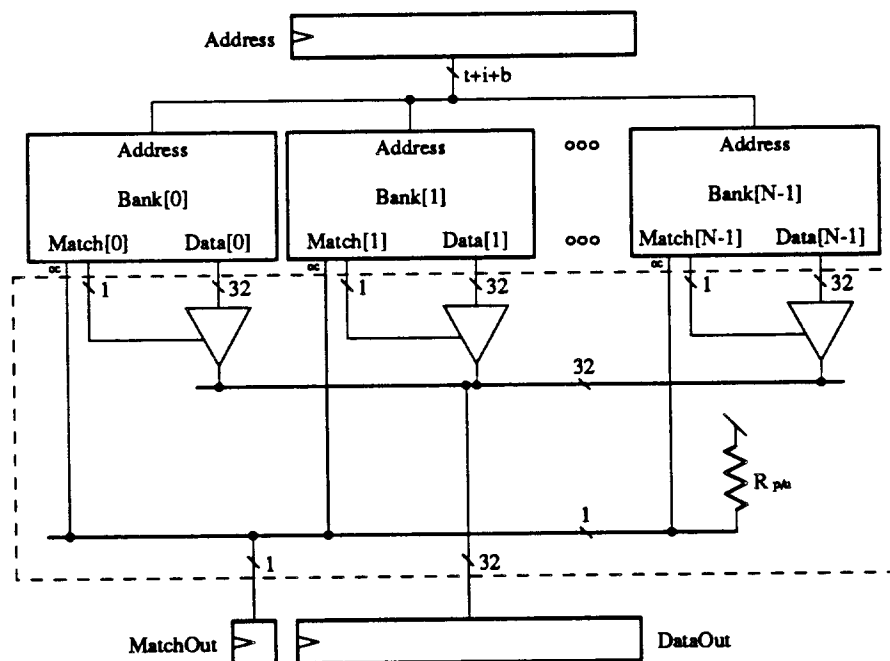 Address
t+i+b
Address Address ooo Address
Bank[0] Bank[1] Bank[N-1]
Match[0] Data[0] Match[1] Data[1] ooo Match[N-1] Data[N-1]
oc oc oc
1 32 1 32 1 32
32
R p/u
1
1 32
MatchOut DataOut